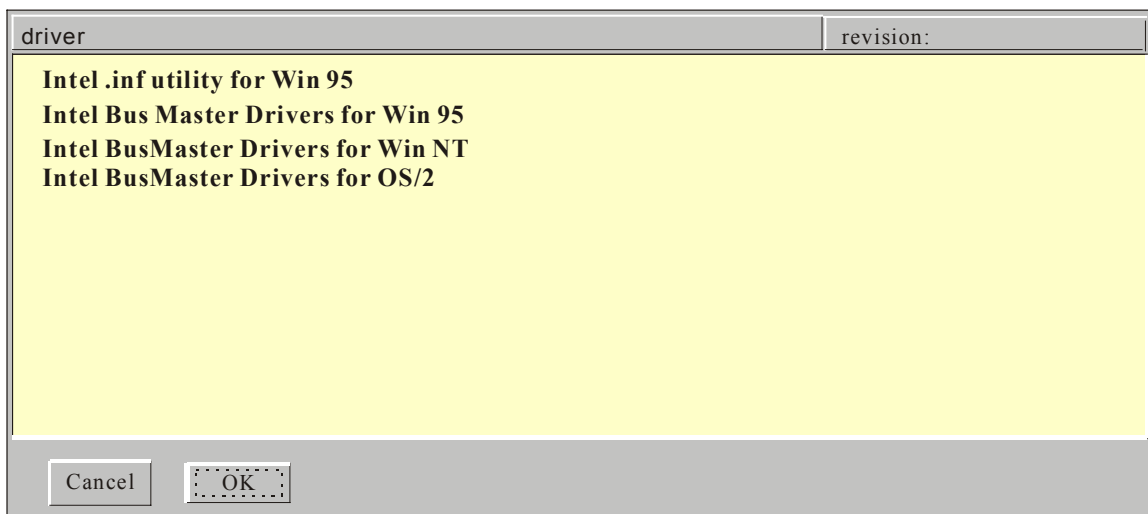 driver
revision:
Intel .inf utility for Win 95
Intel Bus Master Drivers for Win 95
Intel BusMaster Drivers for Win NT
Intel BusMaster Drivers for OS/2
Cancel
OK